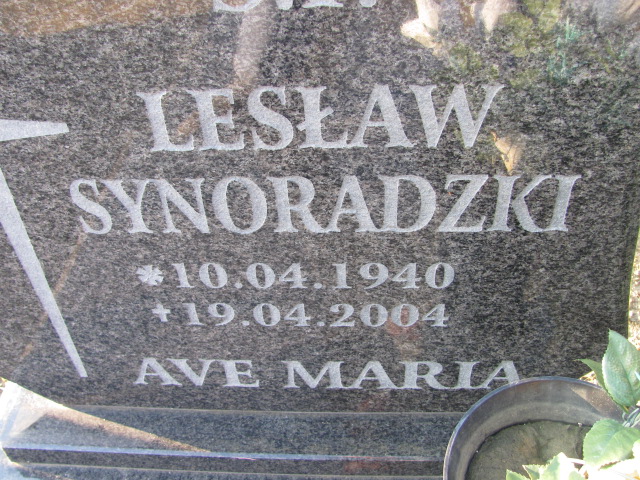 Ś.P.
LESŁAW
SYNORADZKI
*10.04.1940
+19.04.2004
AVE MARIA